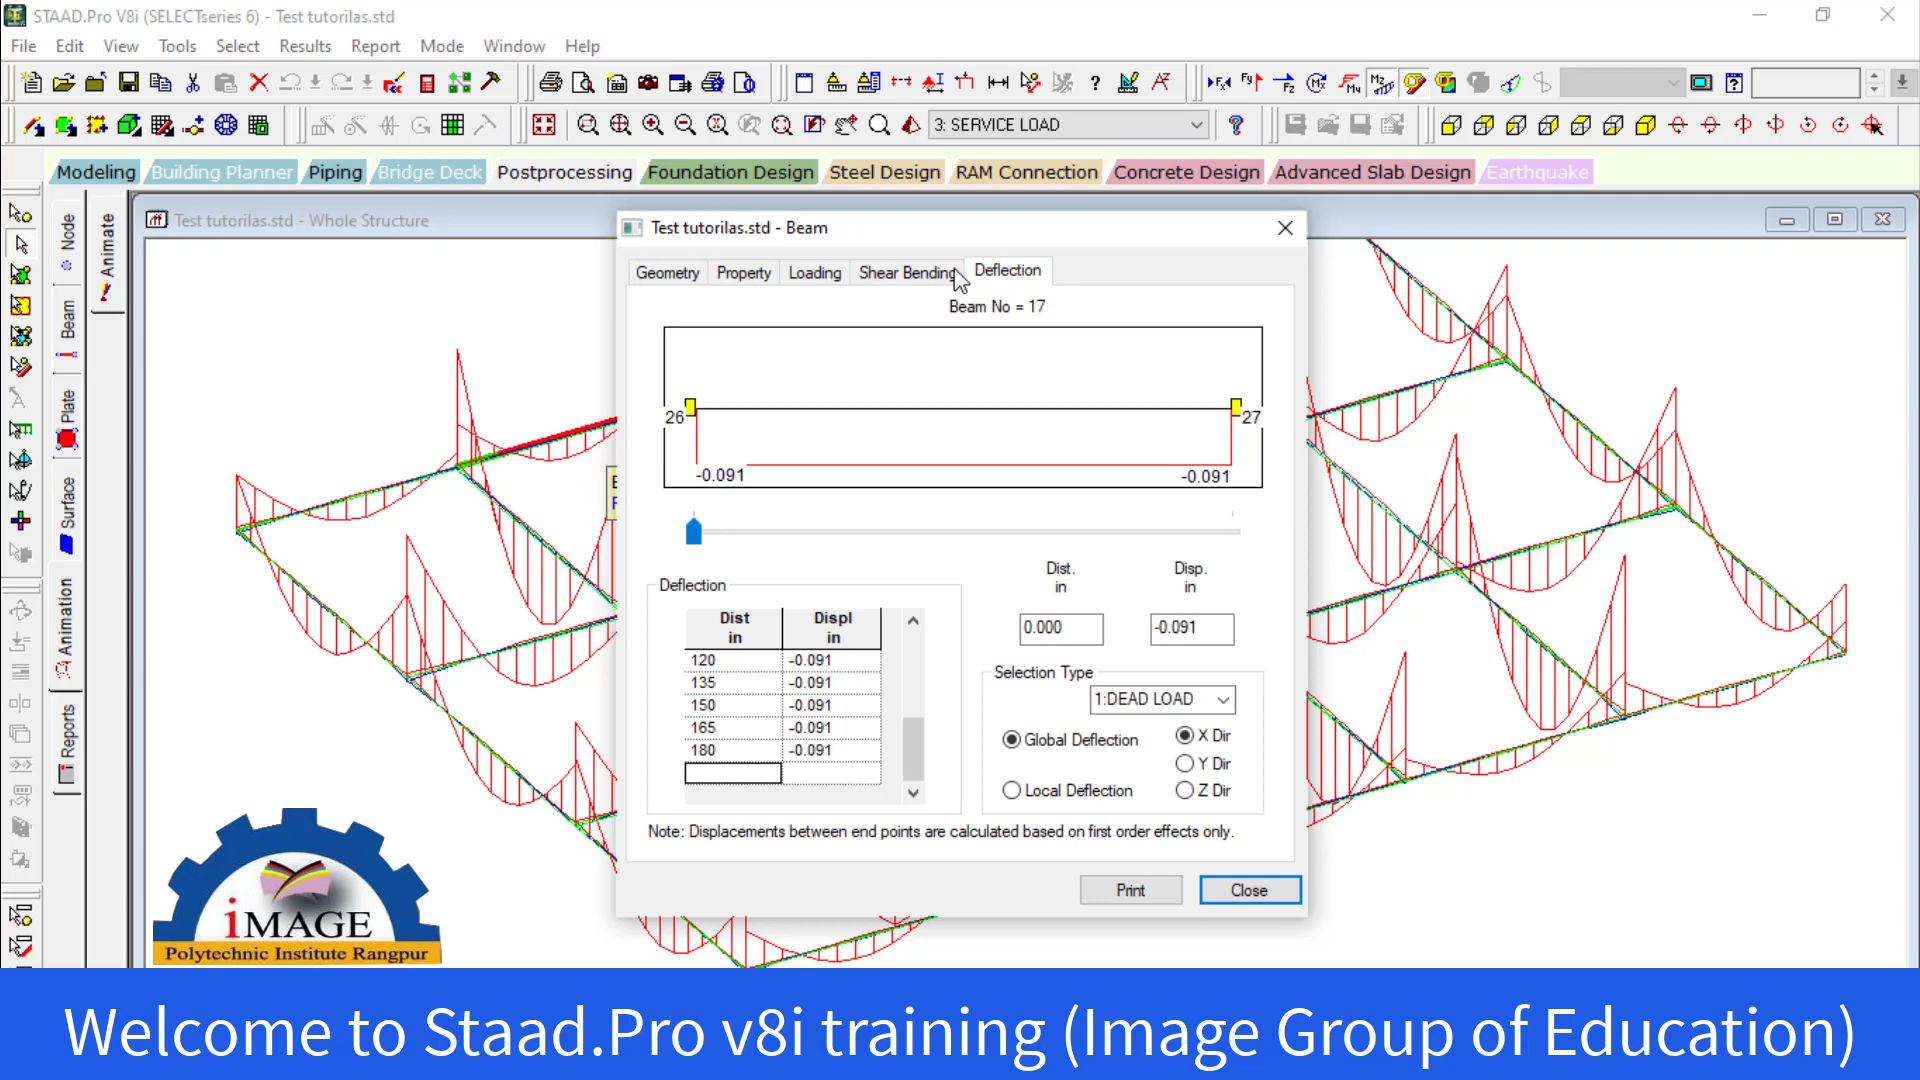 STAAD.Pro V8i (SELECTseries 6) - Test tutorilas.std
File Edit View Tools Select Results Report Mode Window Help
3: SERVICE LOAD
Modeling Building Planner Piping Bridge Deck Postprocessing Foundation Design Steel Design RAM Connection Concrete Design Advanced Slab Design Earthquake
Test tutorilas.std - Whole Structure
Node
Beam
Plate
Surface
Animation
Reports
Animate
Test tutorilas.std - Beam
Geometry Property Loading Shear Bending Deflection
Beam No = 17
26 27
-0.091 -0.091
Dist. Disp.
in in
0.000 -0.091
Deflection
Dist Displ
in in
120 -0.091
135 -0.091
150 -0.091
165 -0.091
180 -0.091
Selection Type
1:DEAD LOAD
Global Deflection X Dir
Y Dir
Local Deflection Z Dir
Note: Displacements between end points are calculated based on first order effects only.
Print Close
iMAGE
Polytechnic Institute Rangpur
Welcome to Staad.Pro v8i training (Image Group of Education)